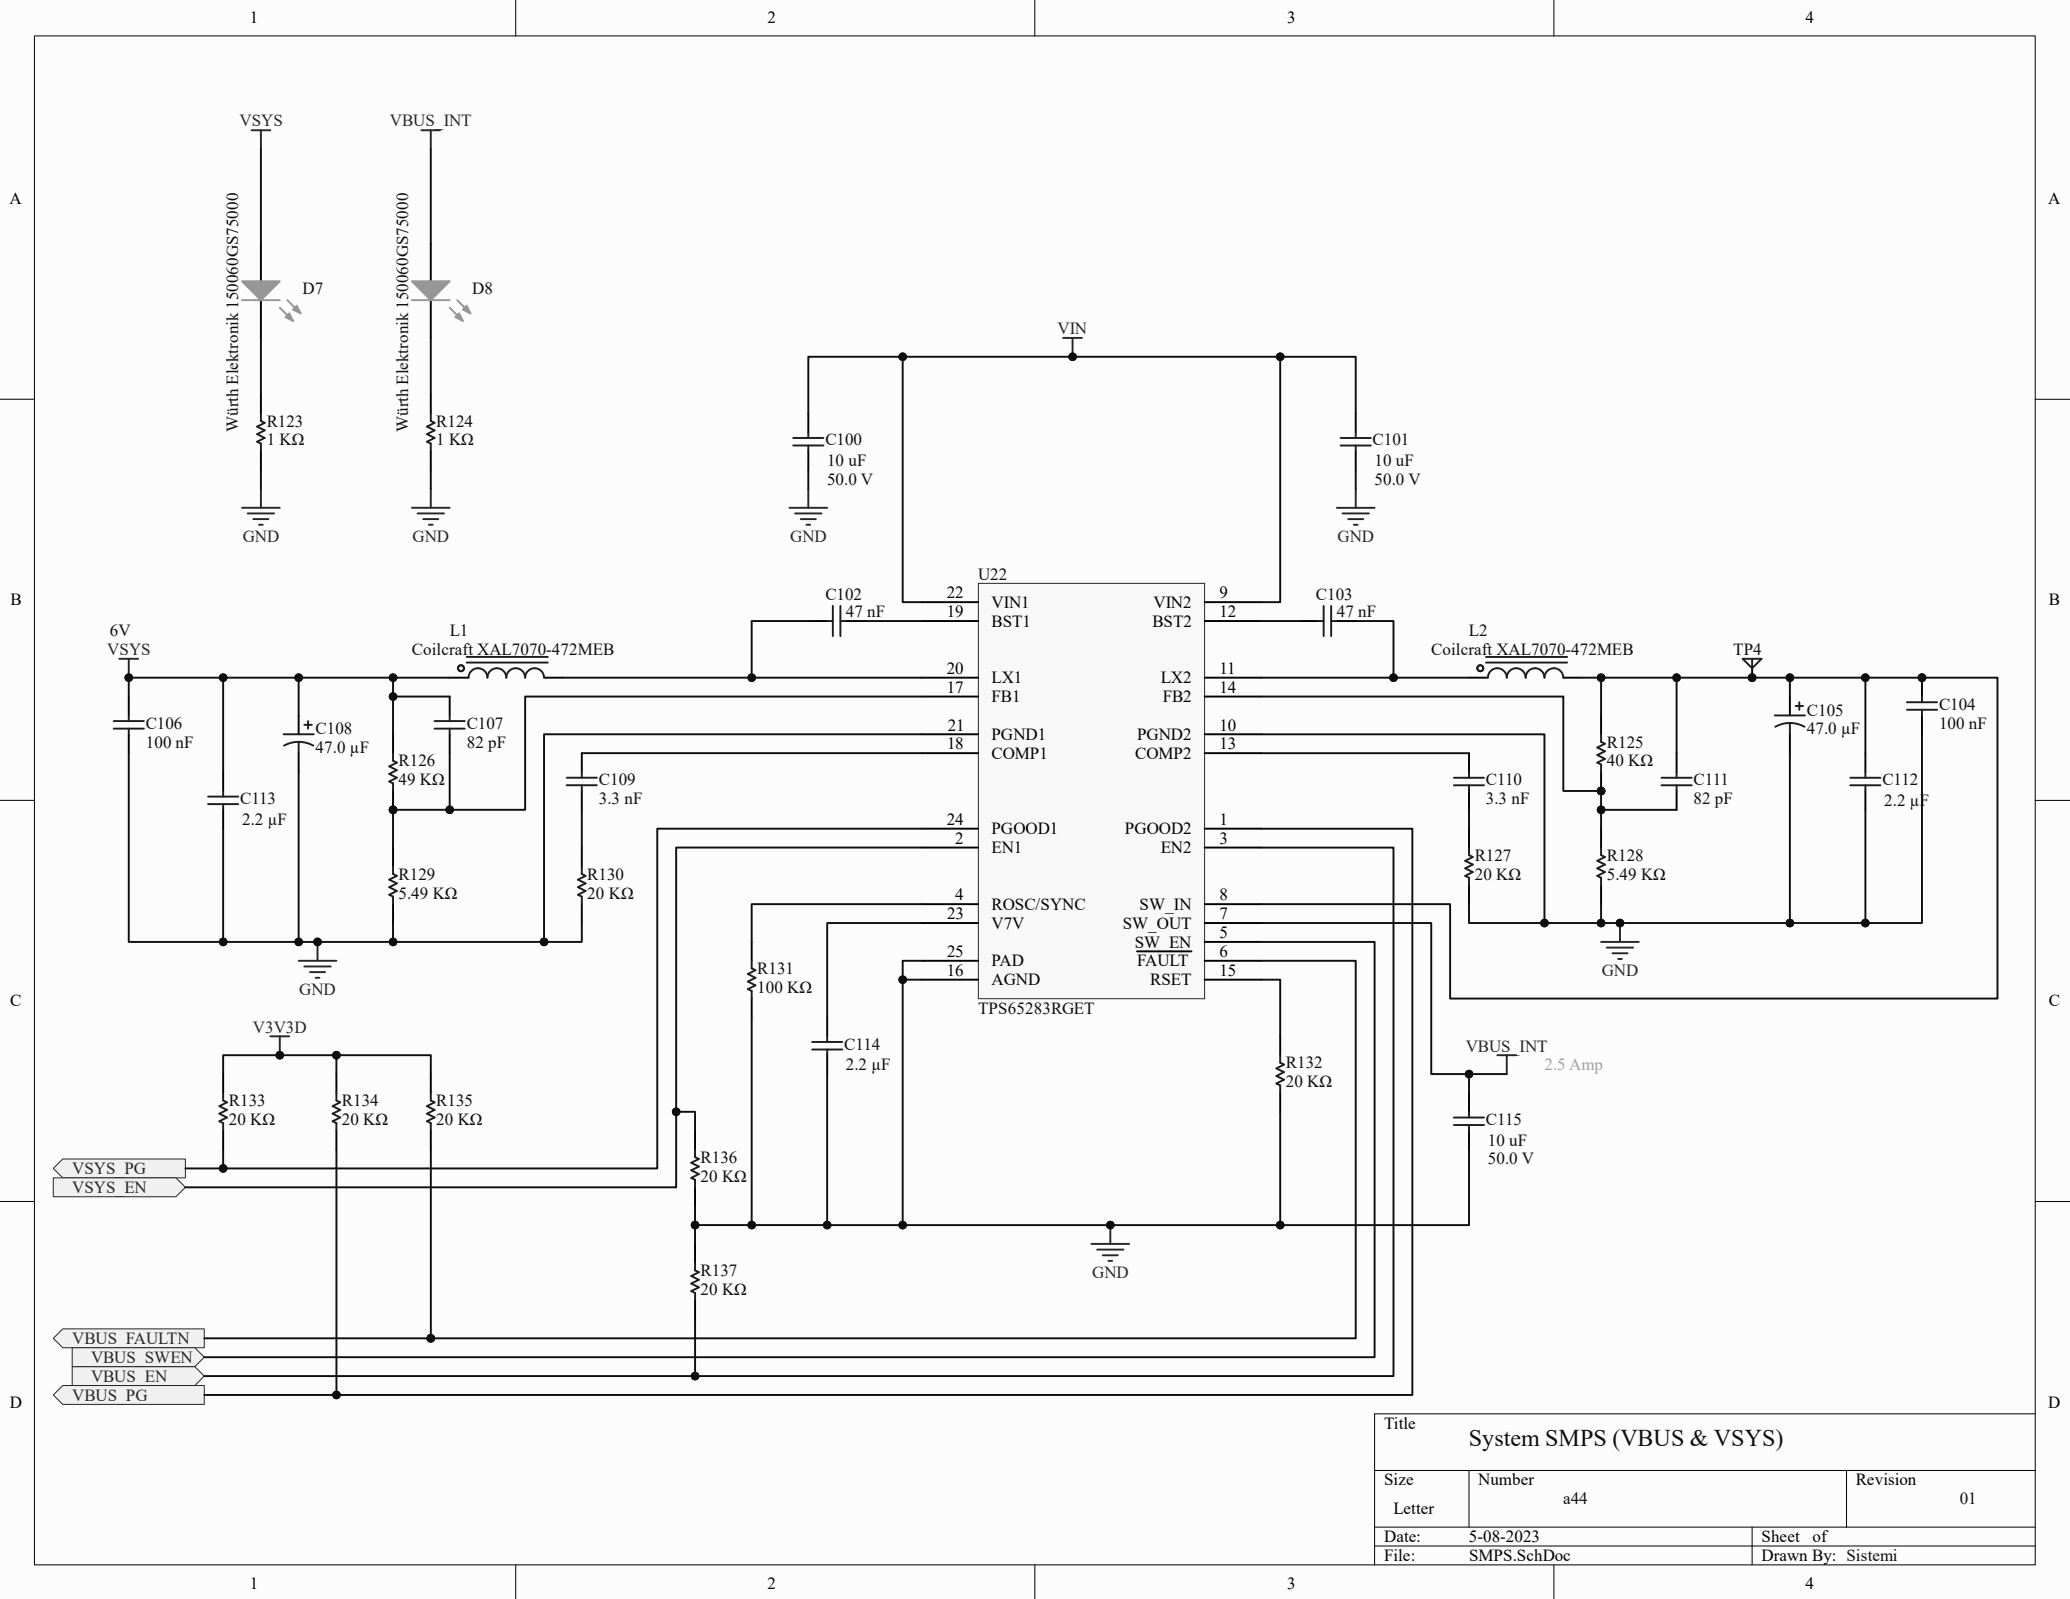 1
2
3
4
A
A
VSYS
VBUS_INT
Würth Elektronik 150060GS75000
D7
Würth Elektronik 150060GS75000
D8
R123
1 KΩ
R124
1 KΩ
GND
GND
VIN
C100
10 uF
50.0 V
C101
10 uF
50.0 V
GND
GND
B
B
U22
22
VIN1
19
BST1
20
LX1
17
FB1
21
PGND1
18
COMP1
24
PGOOD1
2
EN1
4
ROSC/SYNC
23
V7V
25
PAD
16
AGND
VIN2
9
BST2
12
LX2
11
FB2
14
PGND2
10
COMP2
13
PGOOD2
1
EN2
3
SW_IN
8
SW_OUT
7
SW_EN
5
FAULT
6
RSET
15
TPS65283RGET
C102
47 nF
C103
47 nF
6V
VSYS
L1
Coilcraft XAL7070-472MEB
L2
Coilcraft XAL7070-472MEB
TP4
C106
100 nF
C113
2.2 µF
C108
47.0 µF
C107
82 pF
R126
49 KΩ
R129
5.49 KΩ
C109
3.3 nF
R130
20 KΩ
GND
C110
3.3 nF
R127
20 KΩ
R125
40 KΩ
R128
5.49 KΩ
C111
82 pF
C105
47.0 µF
C112
2.2 µF
C104
100 nF
GND
C
C
R131
100 KΩ
C114
2.2 µF
R132
20 KΩ
VBUS_INT
2.5 Amp
C115
10 uF
50.0 V
V3V3D
R133
20 KΩ
R134
20 KΩ
R135
20 KΩ
VSYS_PG
VSYS_EN
R136
20 KΩ
R137
20 KΩ
GND
VBUS_FAULTN
VBUS_SWEN
VBUS_EN
VBUS_PG
D
D
Title
System SMPS (VBUS & VSYS)
Size
Letter
Number
a44
Revision
01
Date: 5-08-2023
Sheet of
File: SMPS.SchDoc
Drawn By: Sistemi
1
2
3
4